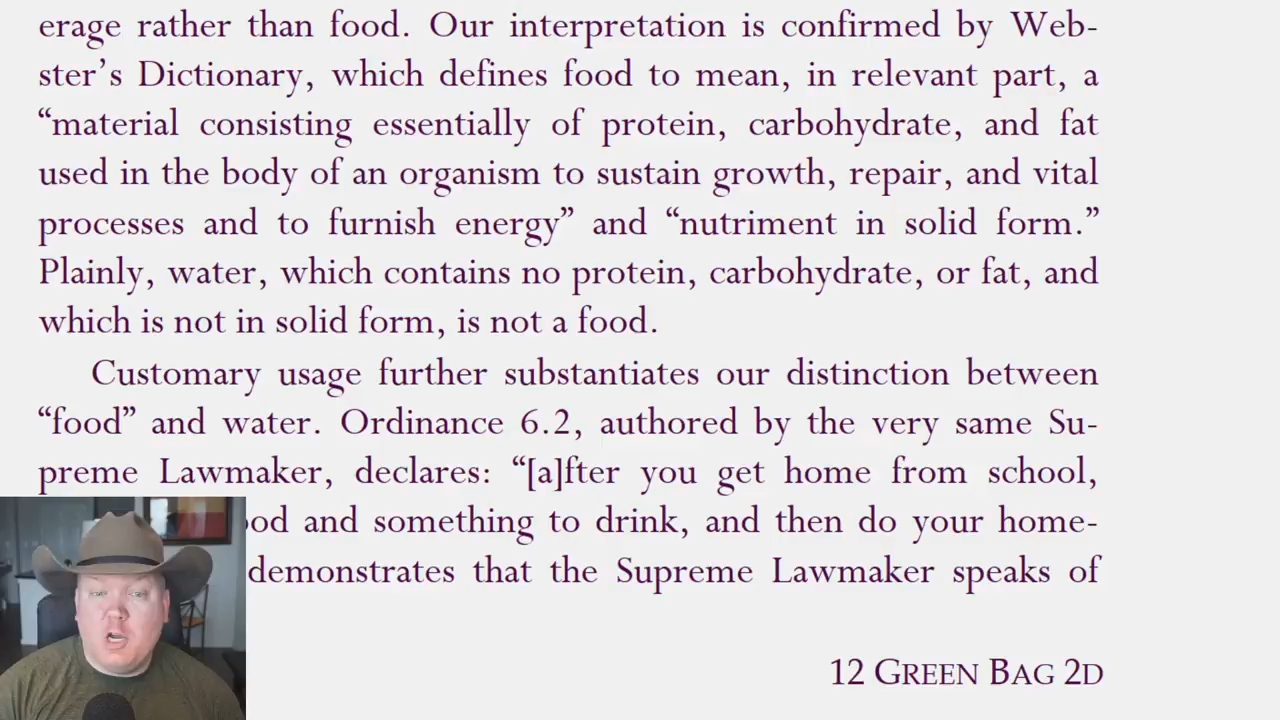 erage rather than food. Our interpretation is confirmed by Web-
ster’s Dictionary, which defines food to mean, in relevant part, a
“material consisting essentially of protein, carbohydrate, and fat
used in the body of an organism to sustain growth, repair, and vital
processes and to furnish energy” and “nutriment in solid form.”
Plainly, water, which contains no protein, carbohydrate, or fat, and
which is not in solid form, is not a food.
Customary usage further substantiates our distinction between
“food” and water. Ordinance 6.2, authored by the very same Su-
preme Lawmaker, declares: “[a]fter you get home from school,
and something to drink, and then do your home-
demonstrates that the Supreme Lawmaker speaks of
12 GREEN BAG 2D